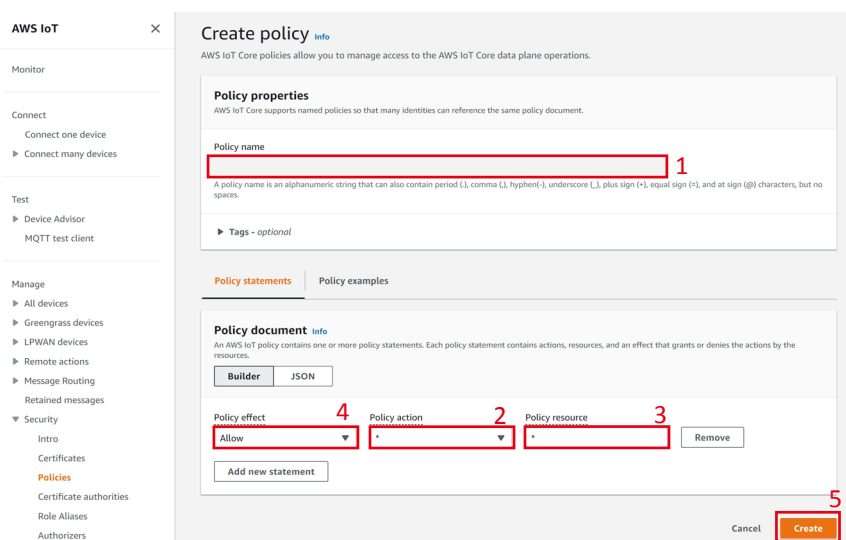 AWS IoT
Monitor
Connect
Connect one device
Connect many devices
Test
Device Advisor
MQTT test client
Manage
All devices
Greengrass devices
LPWAN devices
Remote actions
Message Routing
Retained messages
Security
Intro
Certificates
Policies
Certificate authorities
Role Aliases
Authorizers
Create policy Info
AWS IoT Core policies allow you to manage access to the AWS IoT Core data plane operations.
Policy properties
AWS IoT Core supports named policies so that many identities can reference the same policy document.
Policy name
1
A policy name is an alphanumeric string that can also contain period (.), comma (,), hyphen(-), underscore (_), plus sign (+), equal sign (=), and at sign (@) characters, but no
spaces.
Tags - optional
Policy statements Policy examples
Policy document Info
An AWS IoT policy contains one or more policy statements. Each policy statement contains actions, resources, and an effect that grants or denies the actions by the
resources.
Builder JSON
Policy effect 4 Policy action 2 Policy resource 3
Allow * * Remove
Add new statement
5
Cancel Create